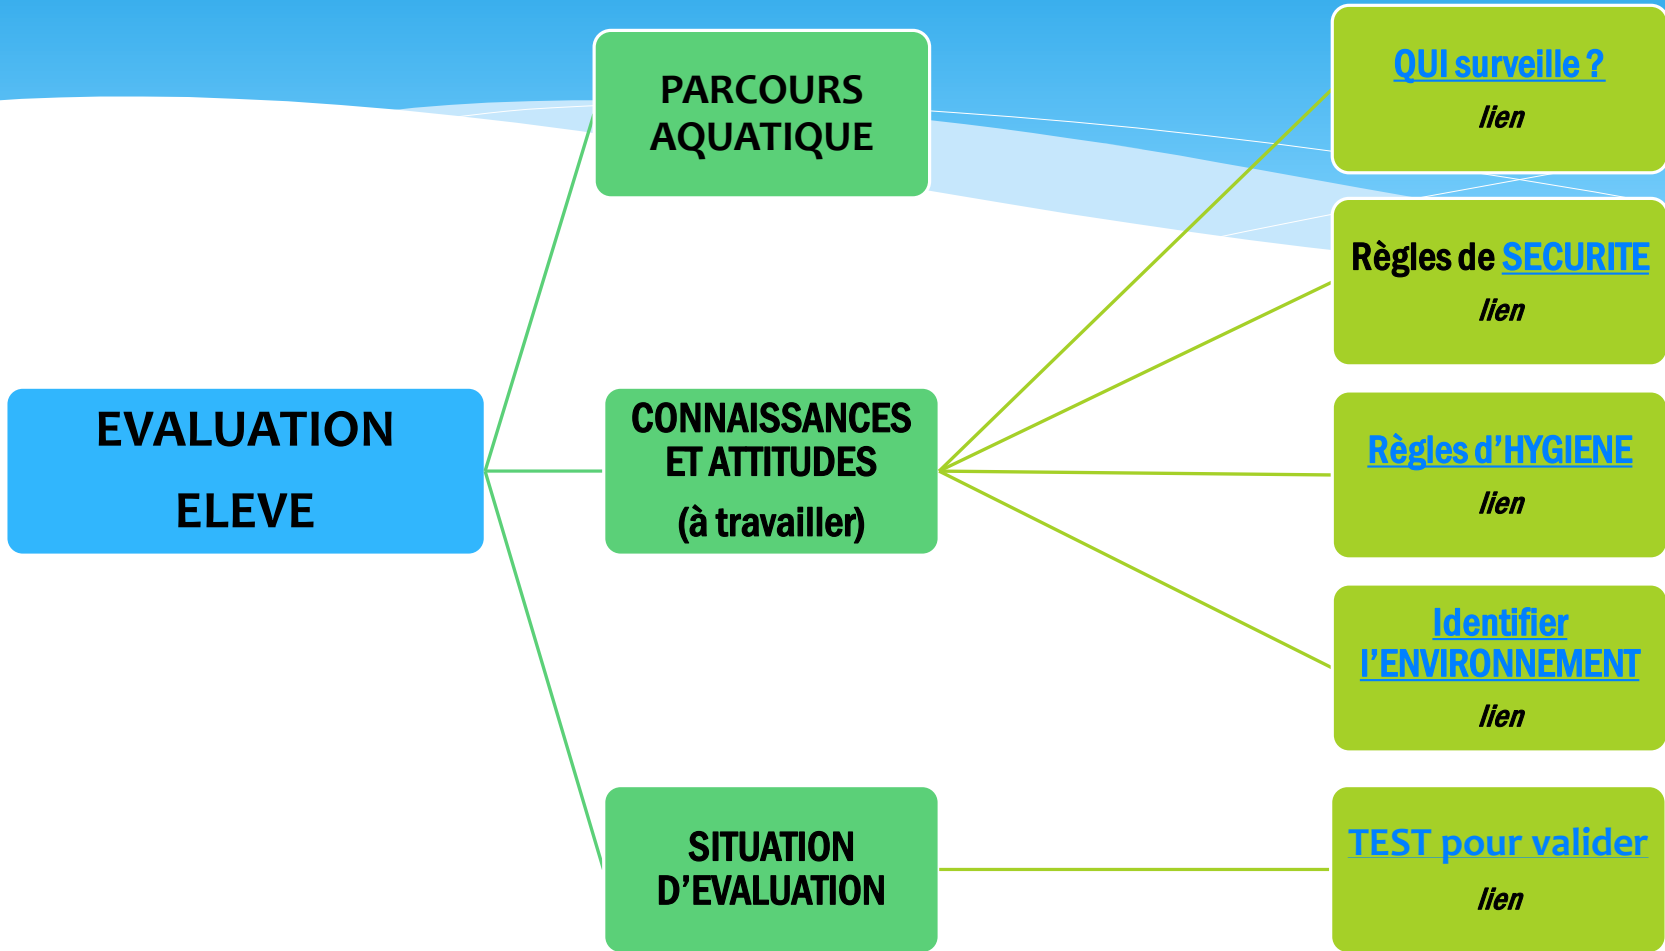 EVALUATION
ELEVE
PARCOURS
AQUATIQUE
CONNAISSANCES
ET ATTITUDES
(à travailler)
QUI surveille ?
lien
Règles de SECURITE
lien
Règles d’HYGIENE
lien
Identifier
l’ENVIRONNEMENT
lien
SITUATION
D’EVALUATION
TEST pour valider
lien